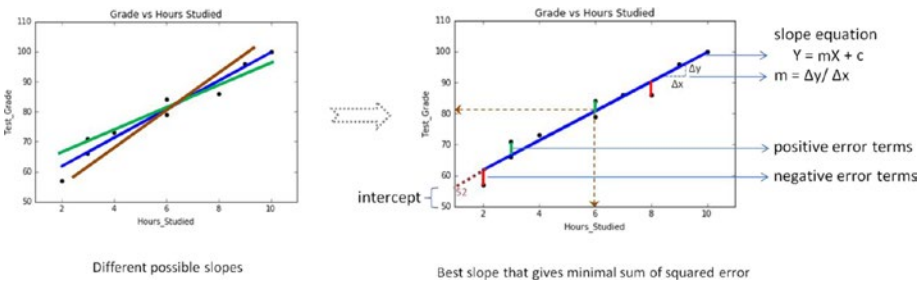 Grade vs Hours Studied
110
100
90
80
70
60
50
Test_Grade
2
4
6
8
10
Hours_Studied
Different possible slopes
Grade vs Hours Studied
110
100
90
80
70
60
50
Test_Grade
2
4
6
8
10
Hours_Studied
Δy
Δx
52
intercept
slope equation
Y = mX + c
m = Δy/ Δx
positive error terms
negative error terms
Best slope that gives minimal sum of squared error